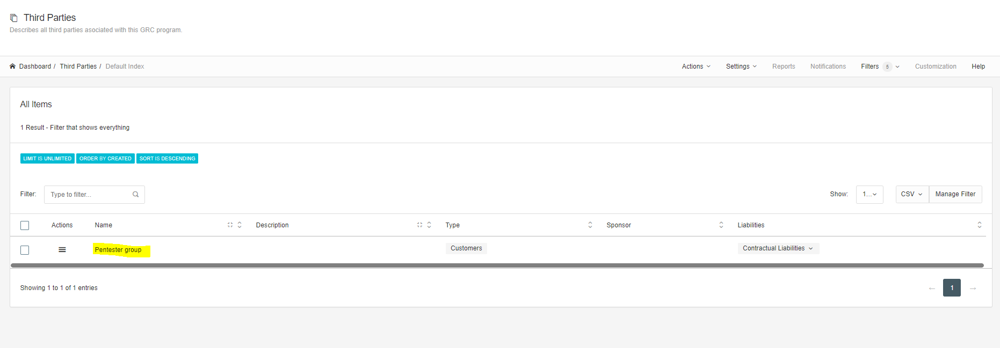 Third Parties
Describes all third parties asociated with this GRC program.
Dashboard / Third Parties / Default Index
Actions Settings Reports Notifications Filters 5 Customization Help
All Items
1 Result - Filter that shows everything
LIMIT IS UNLIMITED ORDER BY CREATED SORT IS DESCENDING
Filter: Type to filter... Show: 1... CSV Manage Filter
Actions Name Description Type Sponsor Liabilities
Pentester group Customers Contractual Liabilities
Showing 1 to 1 of 1 entries ← 1 →